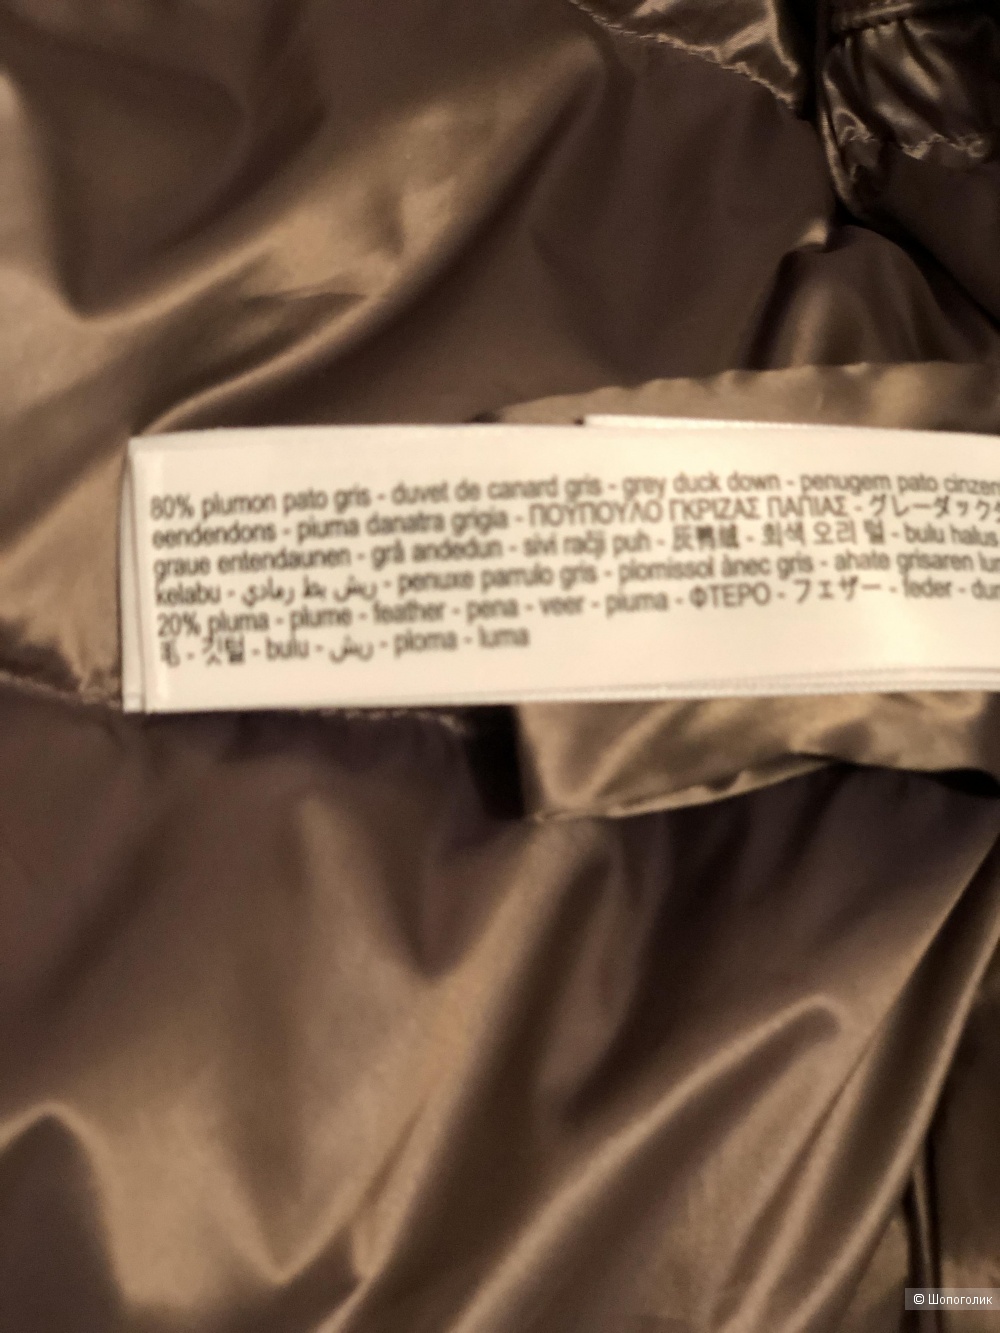 80% plumon pato gris - duvet de canard gris - grey duck down - penugem pato cinzen
eendendons - piuma danatra grigia - ΠΟΥΠΟΥΛΟ ΓΚΡΙΖΑΣ ΠΑΠΙΑΣ - グレーダック
graue entendaunen - grå andedun - sivi račji puh - 灰鸭绒 - 회색 오리 털 - bulu halus
kelabu - ريش بط رمادي - penuxe parrulo gris - plomissol ànec gris - ahate grisaren lu
20% pluma - plume - feather - pena - veer - piuma - ΦΤΕΡΟ - フェザー - feder - dun
毛 - 깃털 - bulu - ريش - ploma - luma
© Шопоголик